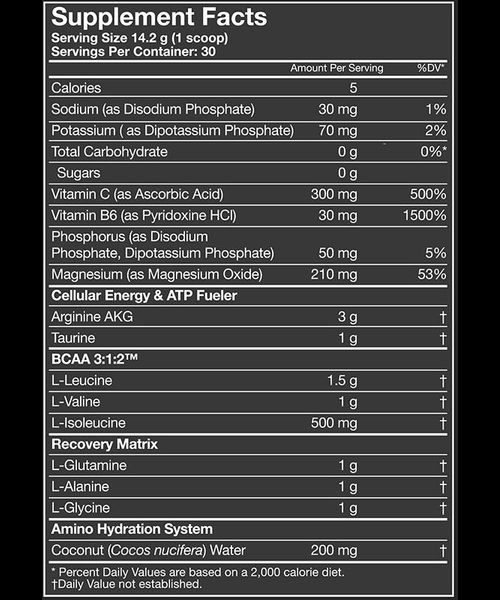 Supplement Facts
Serving Size 14.2 g (1 scoop)
Servings Per Container: 30
Amount Per Serving %DV*
Calories 5
Sodium (as Disodium Phosphate) 30 mg 1%
Potassium ( as Dipotassium Phosphate) 70 mg 2%
Total Carbohydrate 0 g 0%*
Sugars 0 g
Vitamin C (as Ascorbic Acid) 300 mg 500%
Vitamin B6 (as Pyridoxine HCl) 30 mg 1500%
Phosphorus (as Disodium
Phosphate, Dipotassium Phosphate) 50 mg 5%
Magnesium (as Magnesium Oxide) 210 mg 53%
Cellular Energy & ATP Fueler
Arginine AKG 3 g †
Taurine 1 g †
BCAA 3:1:2™
L-Leucine 1.5 g †
L-Valine 1 g †
L-Isoleucine 500 mg †
Recovery Matrix
L-Glutamine 1 g †
L-Alanine 1 g †
L-Glycine 1 g †
Amino Hydration System
Coconut (Cocos nucifera) Water 200 mg †
* Percent Daily Values are based on a 2,000 calorie diet.
†Daily Value not established.